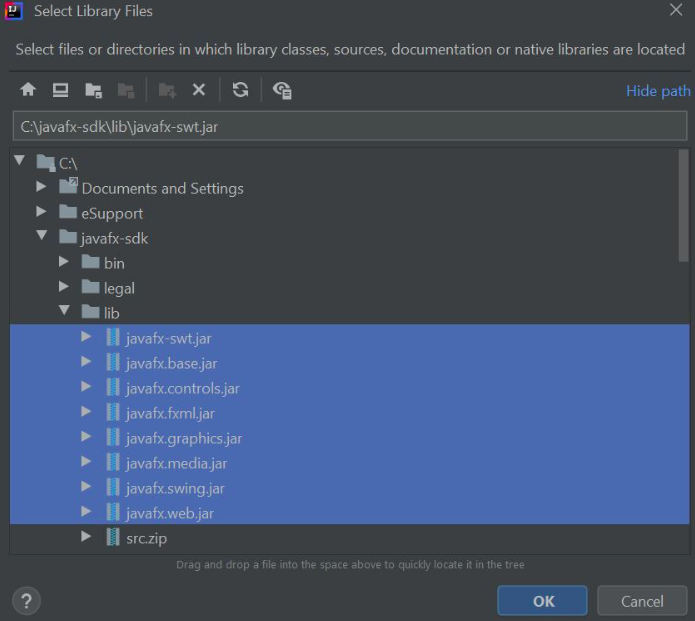 Select Library Files
Select files or directories in which library classes, sources, documentation or native libraries are located
Hide path
C:\javafx-sdk\lib\javafx-swt.jar
C:\
Documents and Settings
eSupport
javafx-sdk
bin
legal
lib
javafx-swt.jar
javafx.base.jar
javafx.controls.jar
javafx.fxml.jar
javafx.graphics.jar
javafx.media.jar
javafx.swing.jar
javafx.web.jar
src.zip
Drag and drop a file into the space above to quickly locate it in the tree
? OK Cancel